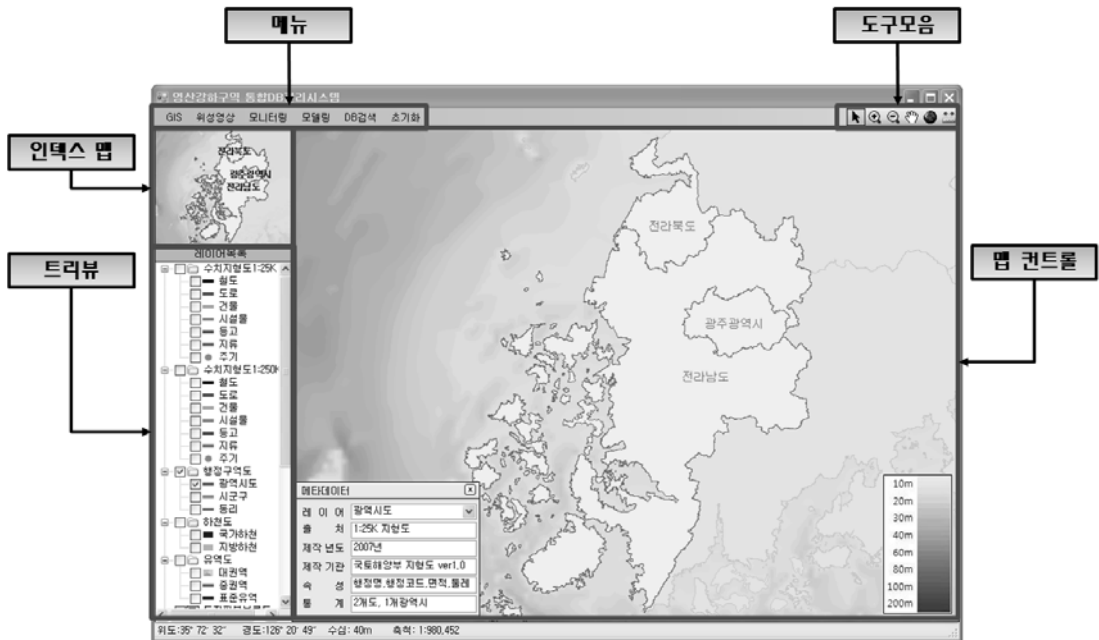 메뉴
도구모음
인덱스 맵
트리뷰
맵 컨트롤
영산강하구역 통합DB관리시스템
GIS 위성영상 모니터링 모델링 DB검색 초기화
전라북도
광주광역시
전라남도
레이어목록
수치지형도1:25K
철도
도로
건물
시설물
등고
지류
주기
수치지형도1:250K
철도
도로
건물
시설물
등고
지류
주기
행정구역도
광역시도
시군구
동리
하천도
국가하천
지방하천
유역도
대권역
중권역
표준유역
전라북도
광주광역시
전라남도
메타데이터
레 이 어 광역시도
출 처 1:25K 지형도
제작 년도 2007년
제작 기관 국토해양부 지형도 ver1.0
속 성 행정명,행정코드,면적,둘레
통 계 2개도, 1개광역시
10m
20m
30m
40m
60m
80m
100m
200m
위도:35° 72' 32" 경도:126° 20' 49" 수심: 40m 축척: 1:980,452